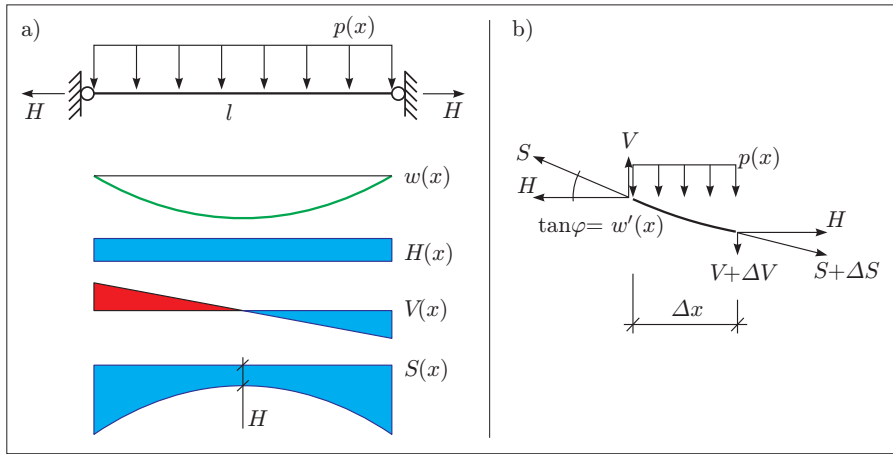 a)
p(x)
H
H
l
w(x)
H(x)
V(x)
S(x)
H
b)
V
S
p(x)
H
H
tanφ= w′(x)
V+ΔV
S+ΔS
Δx